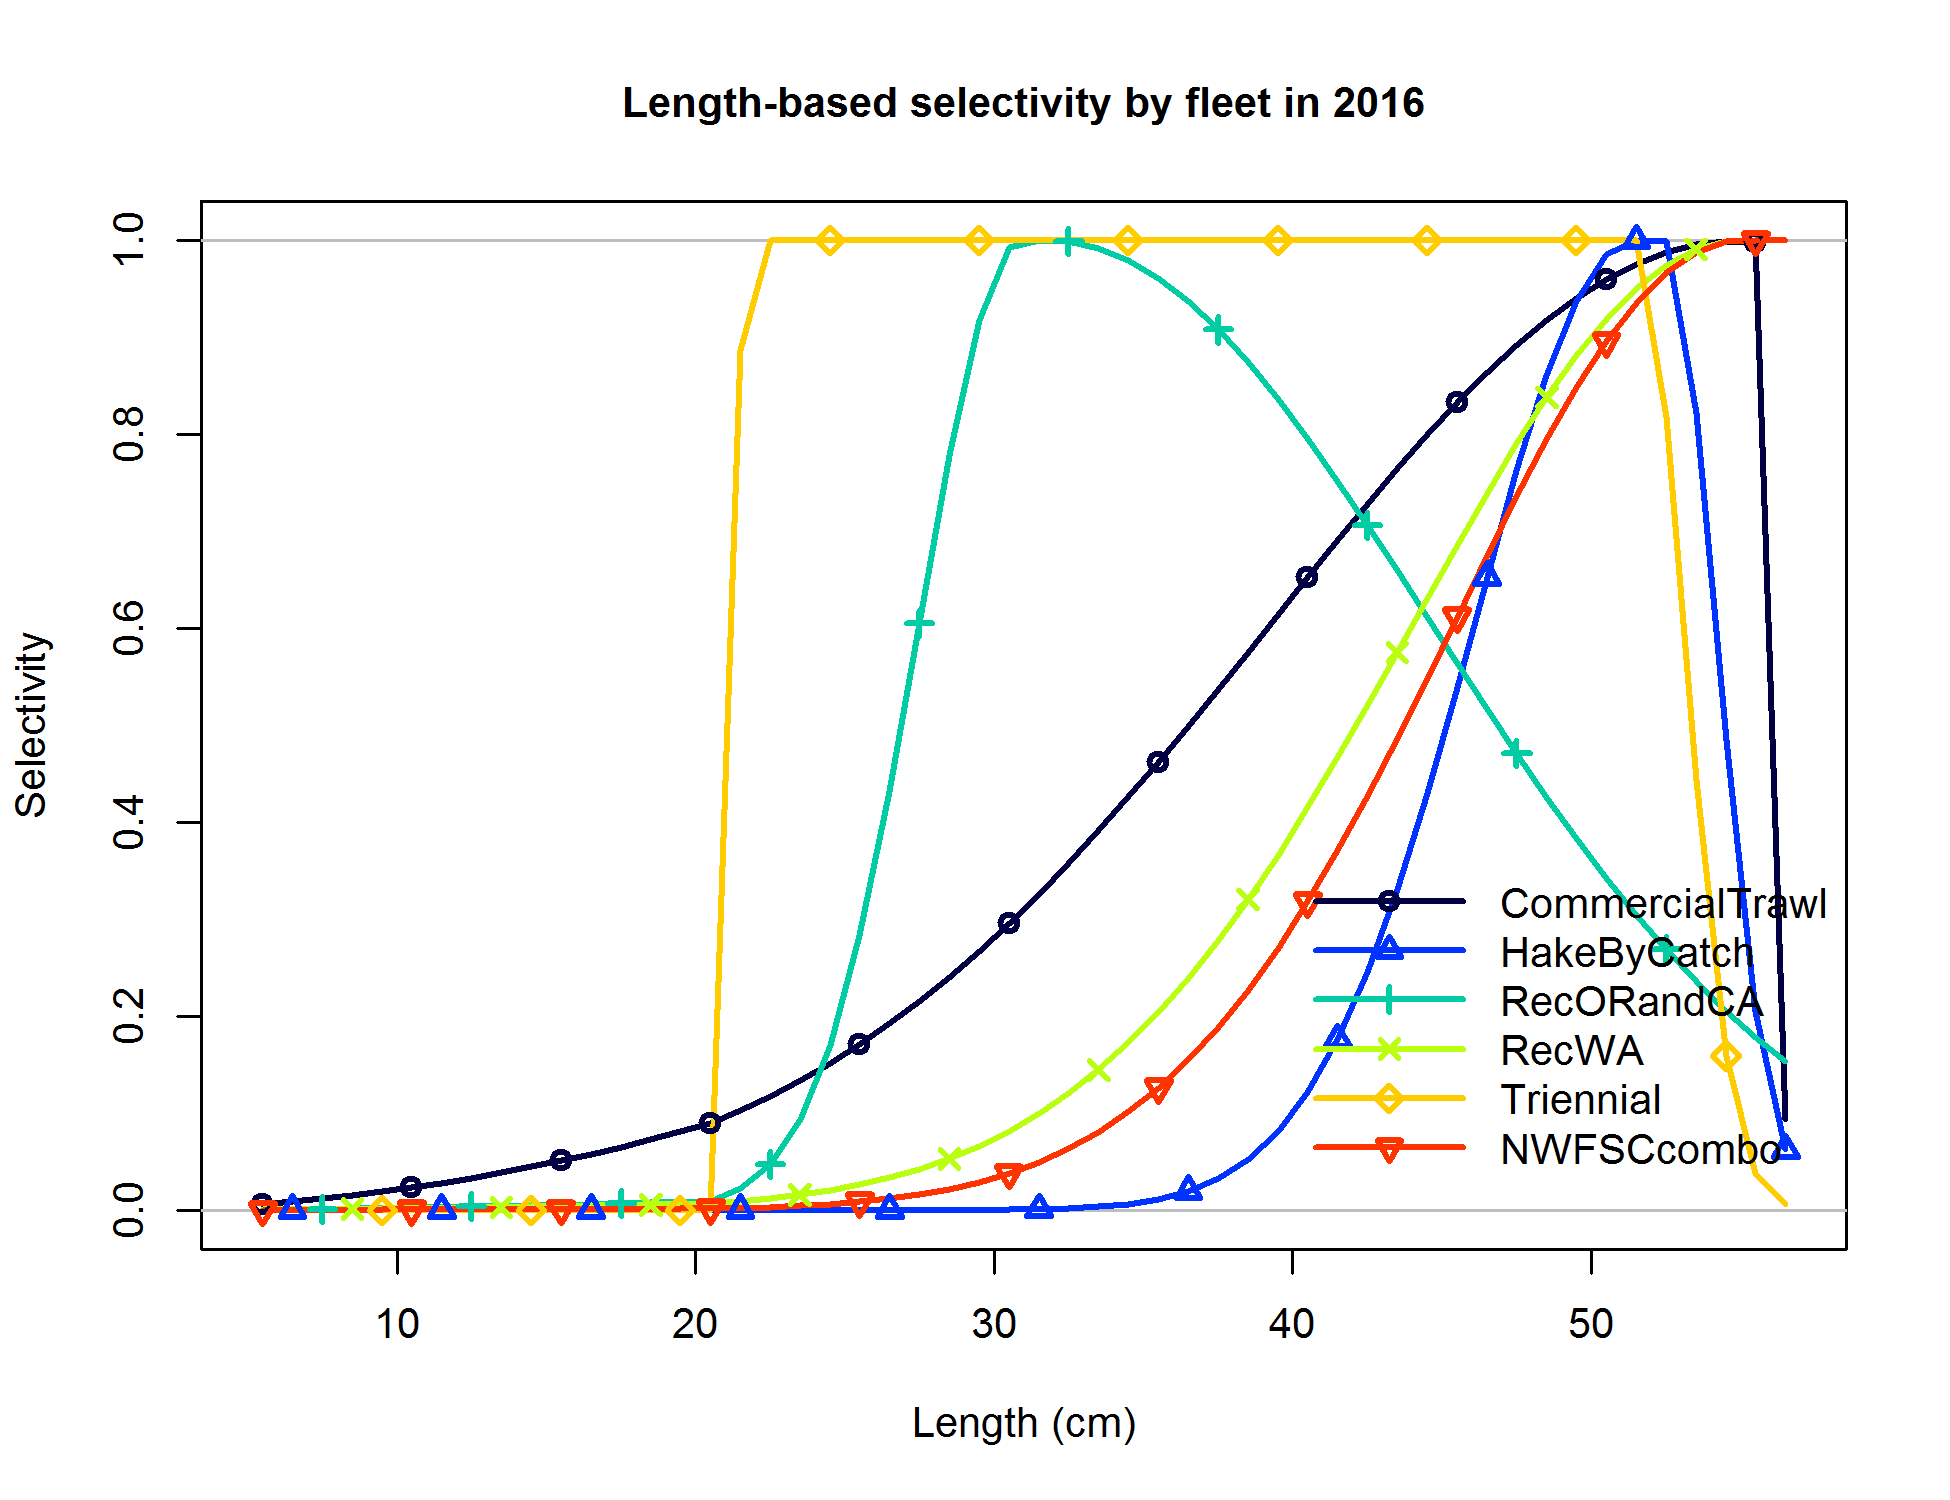 Length-based selectivity by fleet in 2016
Selectivity
1.0
0.8
0.6
0.4
0.2
0.0
CommercialTrawl
HakeByCatch
RecORandCA
RecWA
Triennial
NWFSCcombo
10 20 30 40 50
Length (cm)